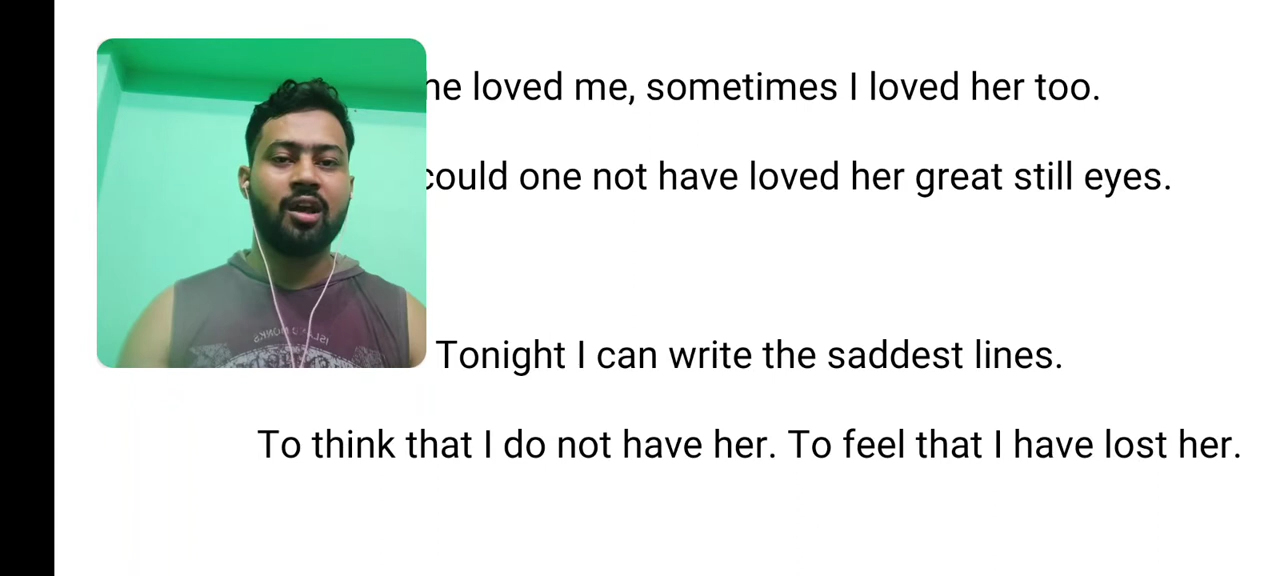 he loved me, sometimes I loved her too.
could one not have loved her great still eyes.
Tonight I can write the saddest lines.
To think that I do not have her. To feel that I have lost her.